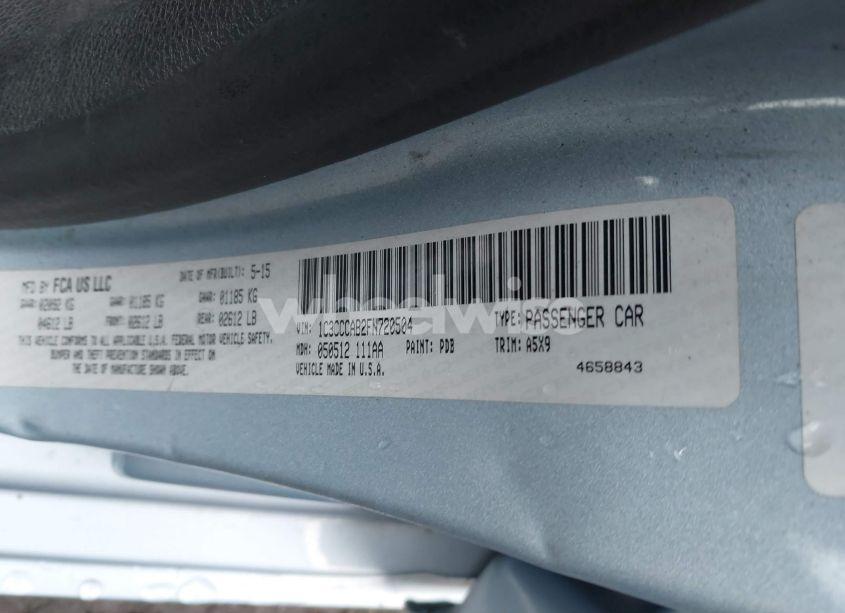 MFD BY FCA US LLC DATE OF MFR(BUILT): 5-15
GVWR: 02092 KG GAWR: 01185 KG GAWR: 01185 KG
04612 LB FRONT: 02612 LB REAR: 02612 LB
THIS VEHICLE CONFORMS TO ALL APPLICABLE U.S.A. FEDERAL MOTOR VEHICLE SAFETY,
BUMPER AND THEFT PREVENTION STANDARDS IN EFFECT ON
THE DATE OF MANUFACTURE SHOWN ABOVE.
VIN: 1C3CCCAB2FN720504 TYPE: PASSENGER CAR
MDH: 050512 111AA PAINT: PDB TRIM: A5X9
VEHICLE MADE IN U.S.A. 4658843
wheelwire